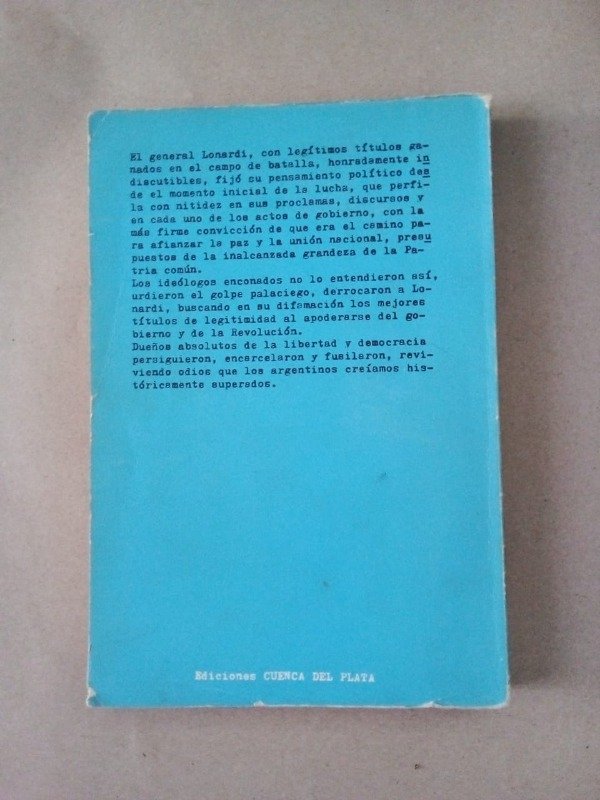 El general Lonardi, con legítimos títulos ga-
nados en el campo de batalla, honradamente in
discutibles, fijó su pensamiento político des
de el momento inicial de la lucha, que perfi-
la con nitidez en sus proclamas, discursos y
en cada uno de los actos de gobierno, con la
más firme convicción de que era el camino pa-
ra afianzar la paz y la unión nacional, presu
puestos de la inalcanzada grandeza de la Pa-
tria común.
Los ideólogos enconados no lo entendieron así,
urdieron el golpe palaciego, derrocaron a Lo-
nardi, buscando en su difamación los mejores
títulos de legitimidad al apoderarse del go-
bierno y de la Revolución.
Dueños absolutos de la libertad y democracia
persiguieron, encarcelaron y fusilaron, revi-
viendo odios que los argentinos creíamos his-
tóricamente superados.
Ediciones CUENCA DEL PLATA